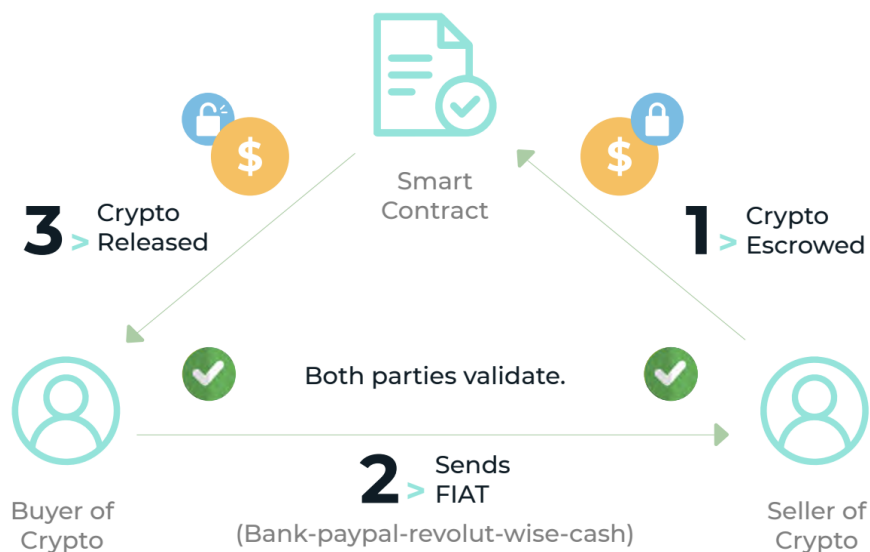 $
$
Smart
Contract
3 > Crypto
Released
1 > Crypto
Escrowed
Both parties validate.
2 > Sends
FIAT
(Bank-paypal-revolut-wise-cash)
Buyer of
Crypto
Seller of
Crypto